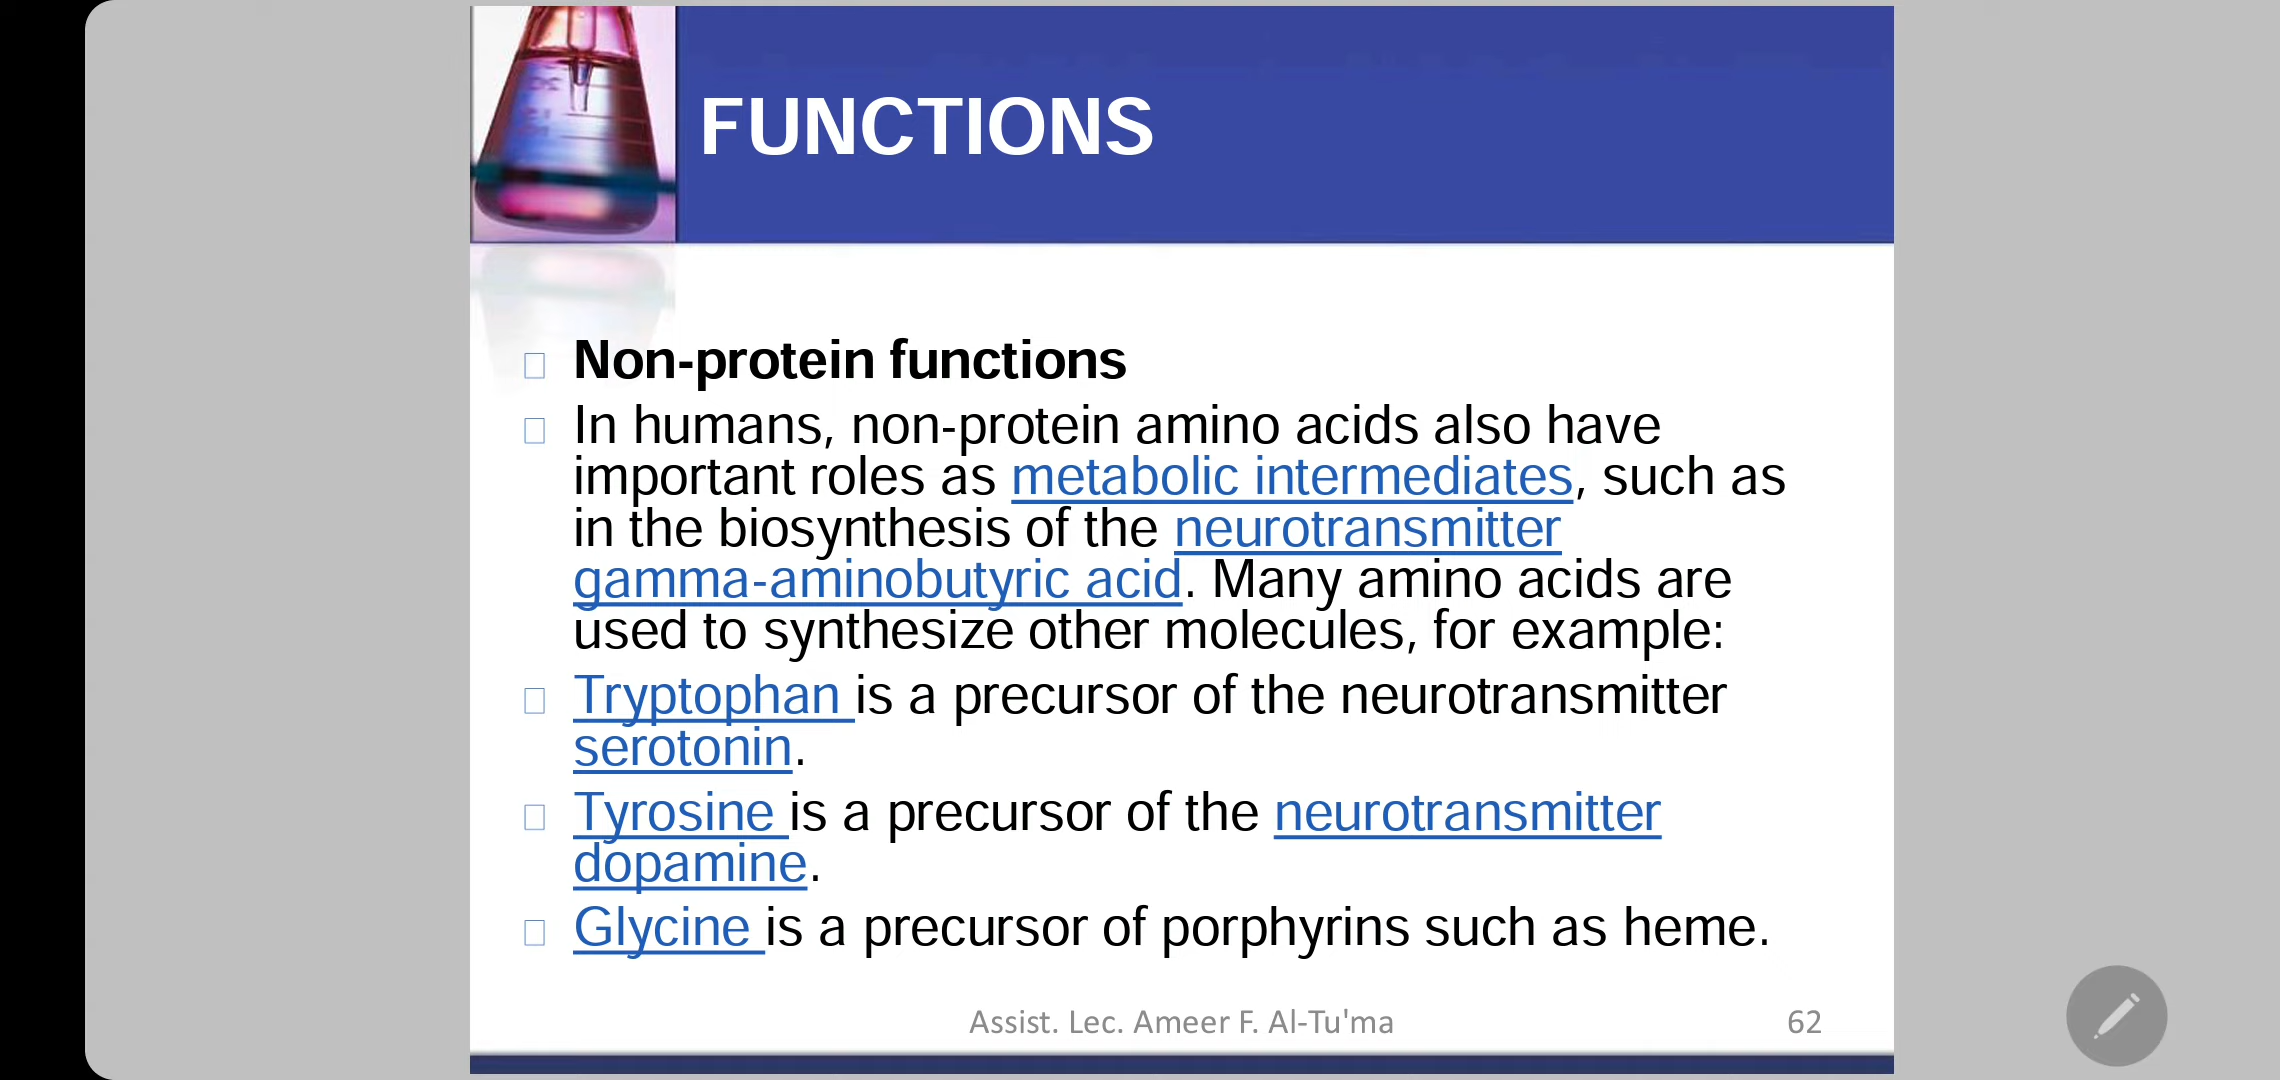 FUNCTIONS
Non-protein functions
In humans, non-protein amino acids also have
important roles as metabolic intermediates, such as
in the biosynthesis of the neurotransmitter
gamma-aminobutyric acid. Many amino acids are
used to synthesize other molecules, for example:
Tryptophan is a precursor of the neurotransmitter
serotonin.
Tyrosine is a precursor of the neurotransmitter
dopamine.
Glycine is a precursor of porphyrins such as heme.
Assist. Lec. Ameer F. Al-Tu'ma
62